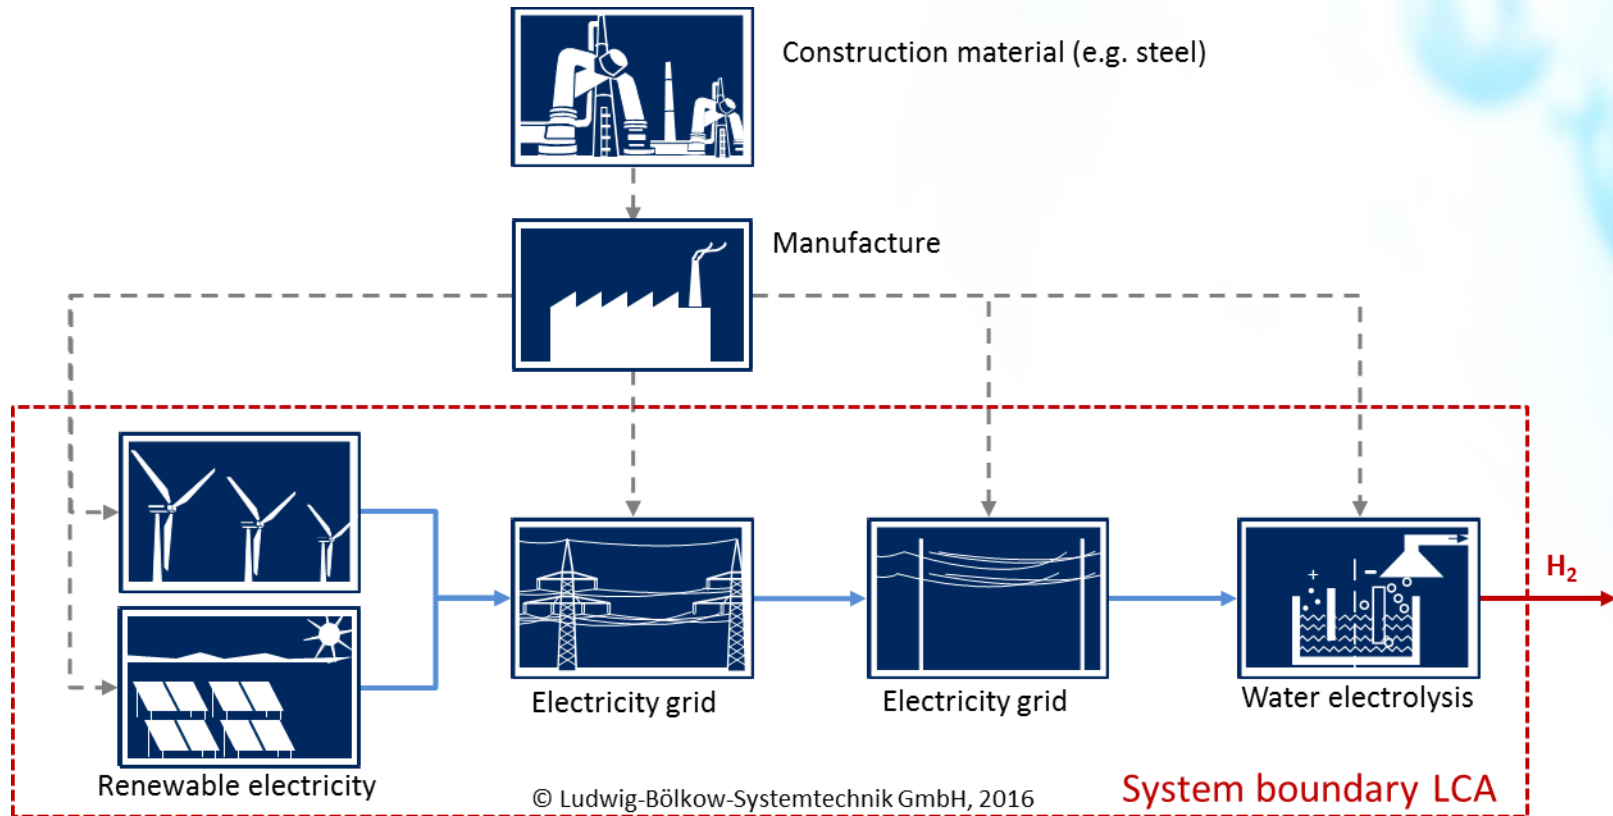 Construction material (e.g. steel)
Manufacture
+
-
H₂
Electricity grid
Electricity grid
Water electrolysis
Renewable electricity
© Ludwig-Bölkow-Systemtechnik GmbH, 2016
System boundary LCA